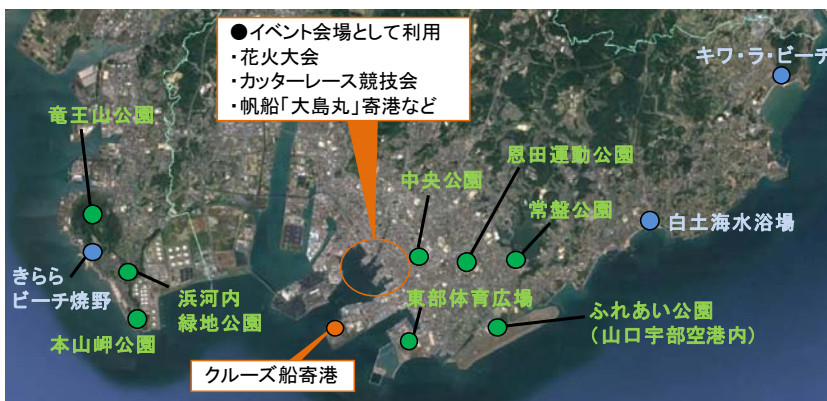 ●イベント会場として利用
・花火大会
・カッターレース競技会
・帆船「大島丸」寄港など
キワ・ラ・ビーチ
竜王山公園
中央公園
恩田運動公園
常盤公園
白土海水浴場
きらら
ビーチ焼野
浜河内
緑地公園
本山岬公園
東部体育広場
ふれあい公園
(山口宇部空港内)
クルーズ船寄港